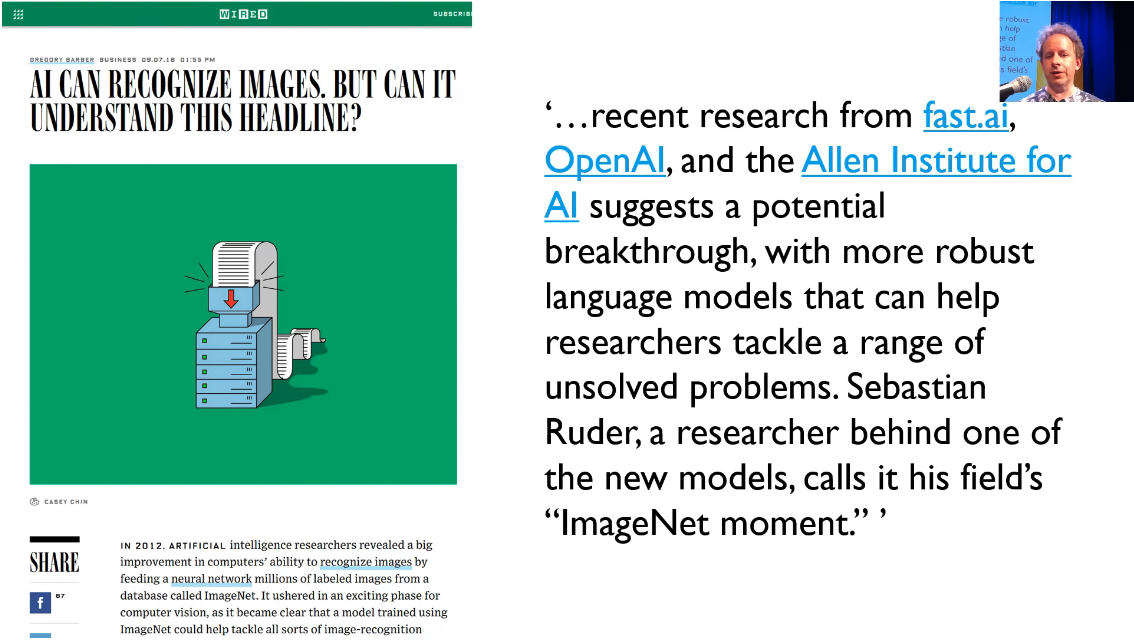 WIRED
SUBSCRIBE
GREGORY BARBER BUSINESS 09.07.18 01:55 PM
AI CAN RECOGNIZE IMAGES. BUT CAN IT
UNDERSTAND THIS HEADLINE?
CASEY CHIN
SHARE
f 87
IN 2012, ARTIFICIAL intelligence researchers revealed a big
improvement in computers’ ability to recognize images by
feeding a neural network millions of labeled images from a
database called ImageNet. It ushered in an exciting phase for
computer vision, as it became clear that a model trained using
ImageNet could help tackle all sorts of image-recognition
‘…recent research from fast.ai,
OpenAI, and the Allen Institute for
AI suggests a potential
breakthrough, with more robust
language models that can help
researchers tackle a range of
unsolved problems. Sebastian
Ruder, a researcher behind one of
the new models, calls it his field’s
“ImageNet moment.” ’
te for
robust
help
ge of
stian
d one of
s field's